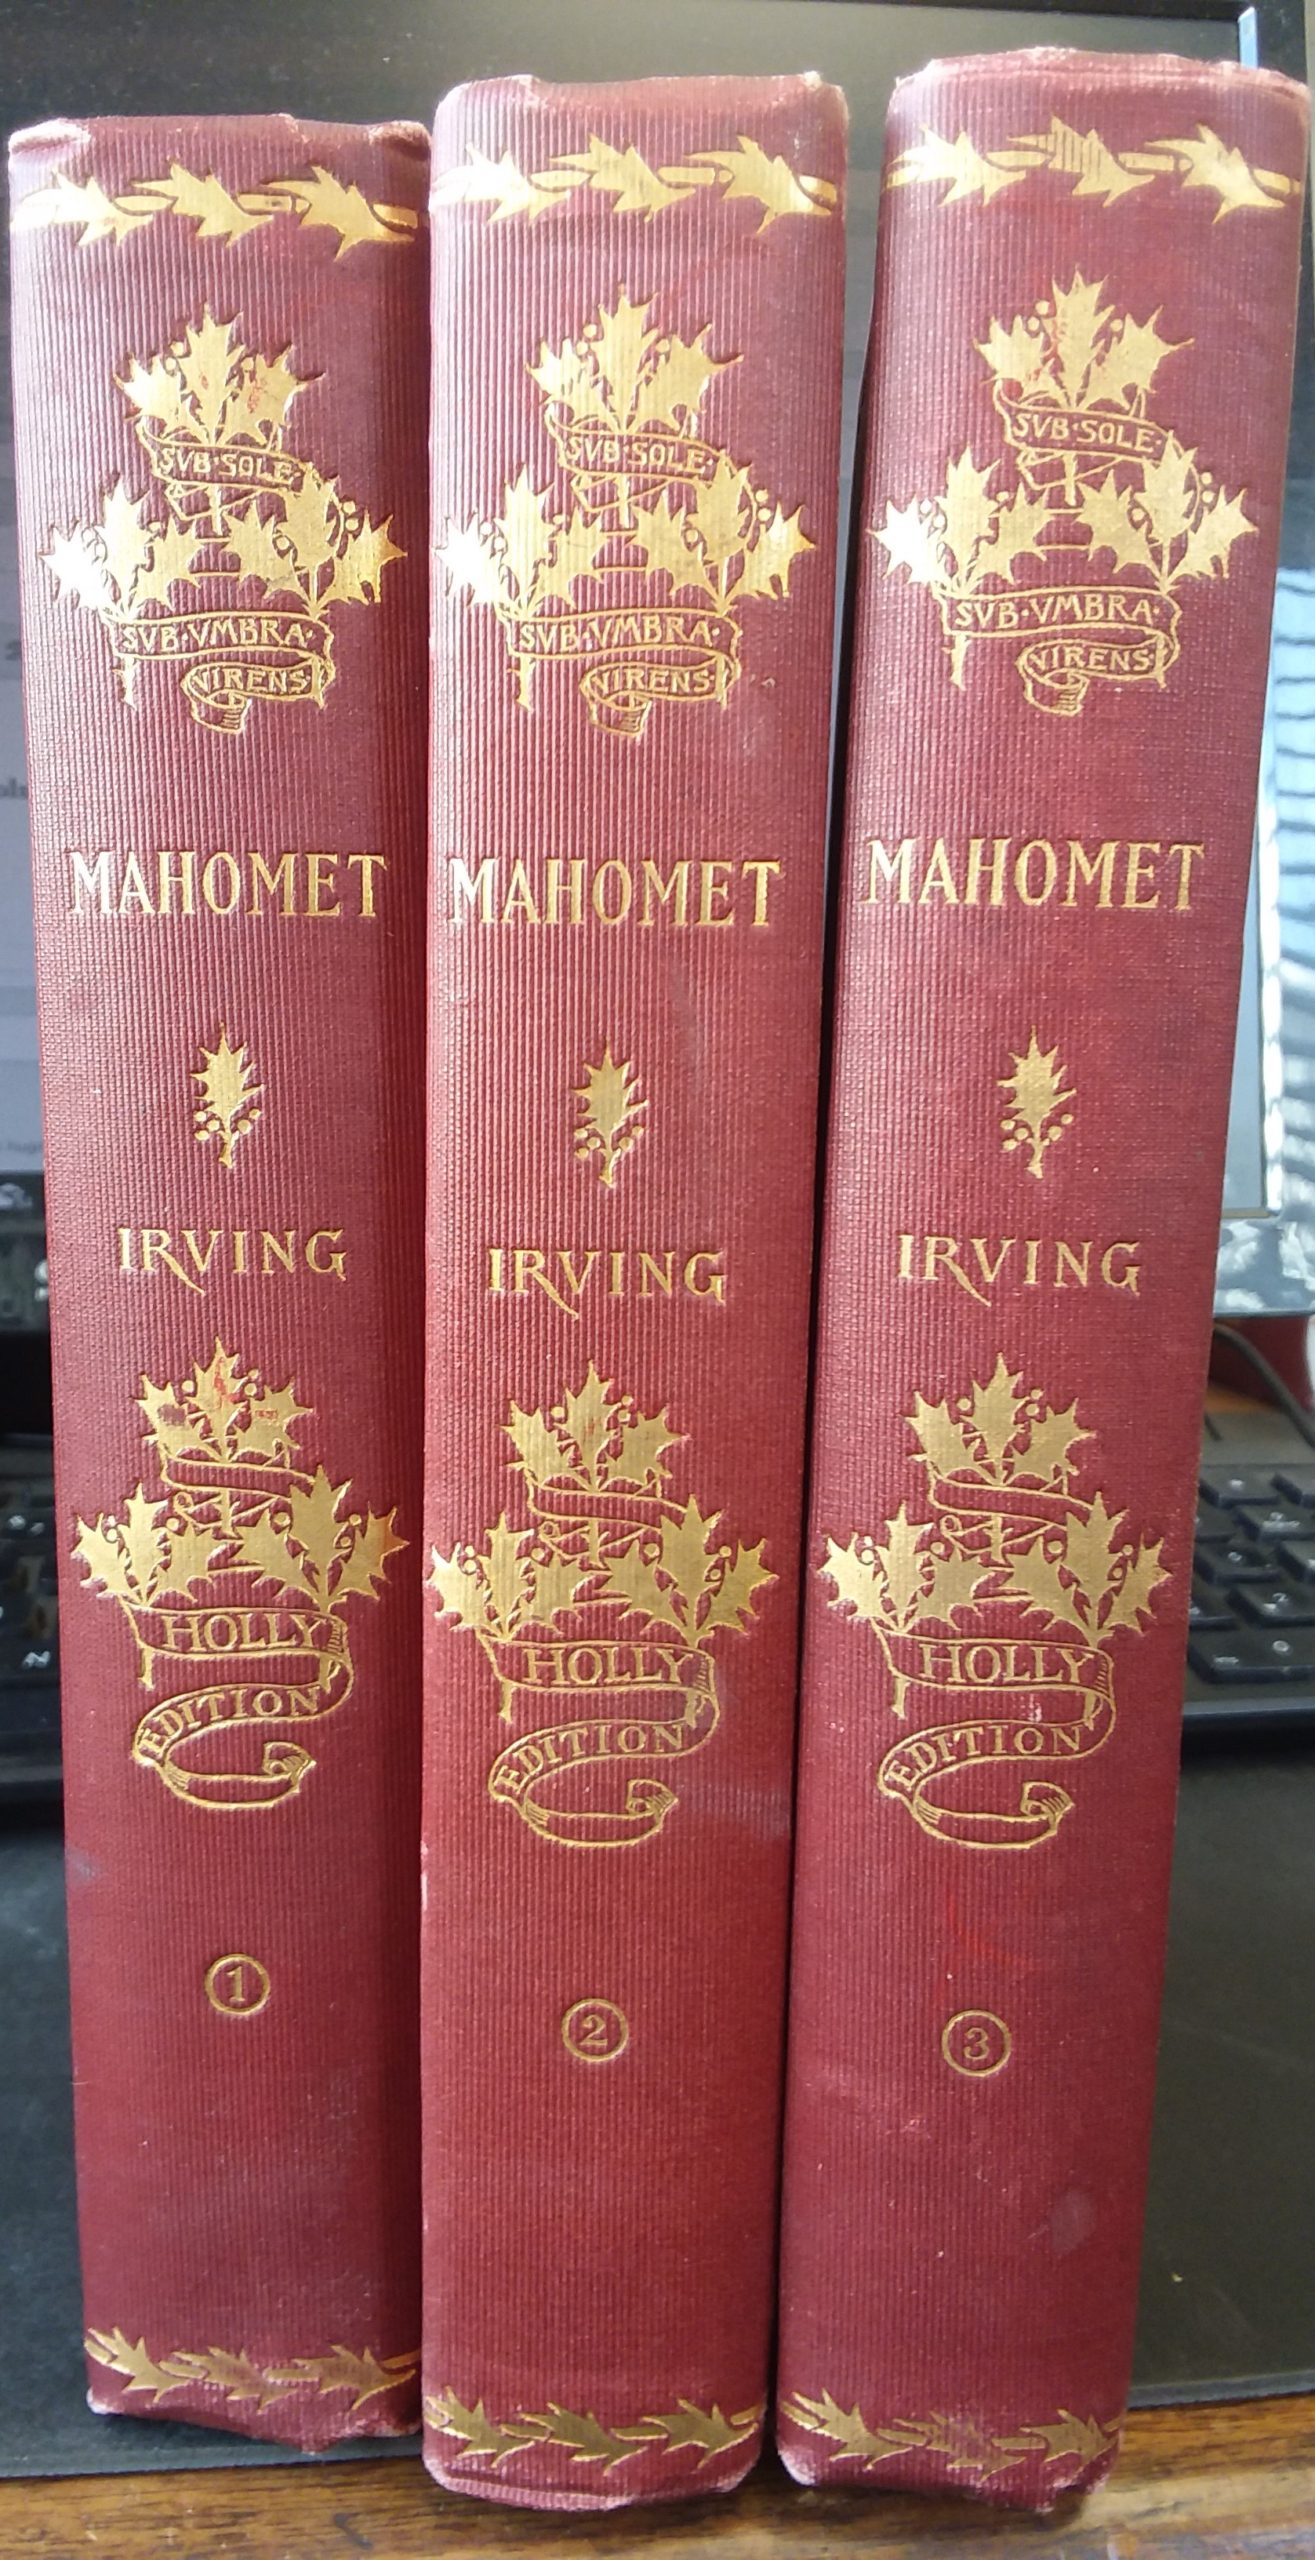 SVB·SOLE·
SVB·VMBRA·
VIRENS·
MAHOMET
IRVING
HOLLY
EDITION
1
SVB·SOLE·
SVB·VMBRA·
VIRENS·
MAHOMET
IRVING
HOLLY
EDITION
2
SVB·SOLE·
SVB·VMBRA·
VIRENS·
MAHOMET
IRVING
HOLLY
EDITION
3